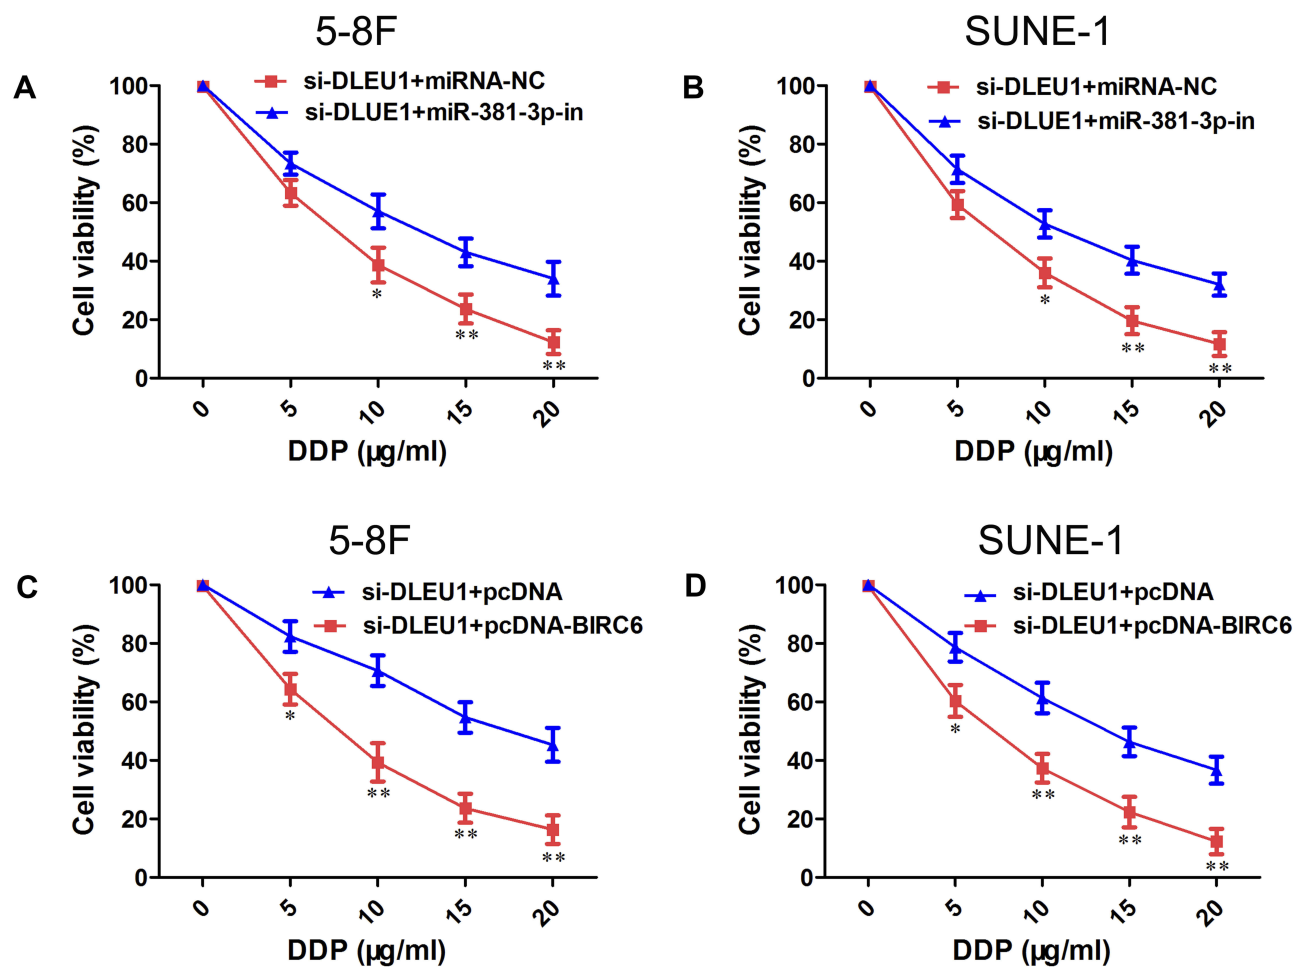 5-8F
SUNE-1
A
si-DLEU1+miRNA-NC
si-DLUE1+miR-381-3p-in
Cell viability (%)
100
80
60
40
20
0
*
**
**
0
5
10
15
20
DDP (µg/ml)
B
si-DLEU1+miRNA-NC
si-DLUE1+miR-381-3p-in
Cell viability (%)
100
80
60
40
20
0
*
**
**
0
5
10
15
20
DDP (µg/ml)
5-8F
SUNE-1
C
si-DLEU1+pcDNA
si-DLEU1+pcDNA-BIRC6
Cell viability (%)
100
80
60
40
20
0
*
**
**
**
0
5
10
15
20
DDP (µg/ml)
D
si-DLEU1+pcDNA
si-DLEU1+pcDNA-BIRC6
Cell viability (%)
100
80
60
40
20
0
*
**
**
**
0
5
10
15
20
DDP (µg/ml)